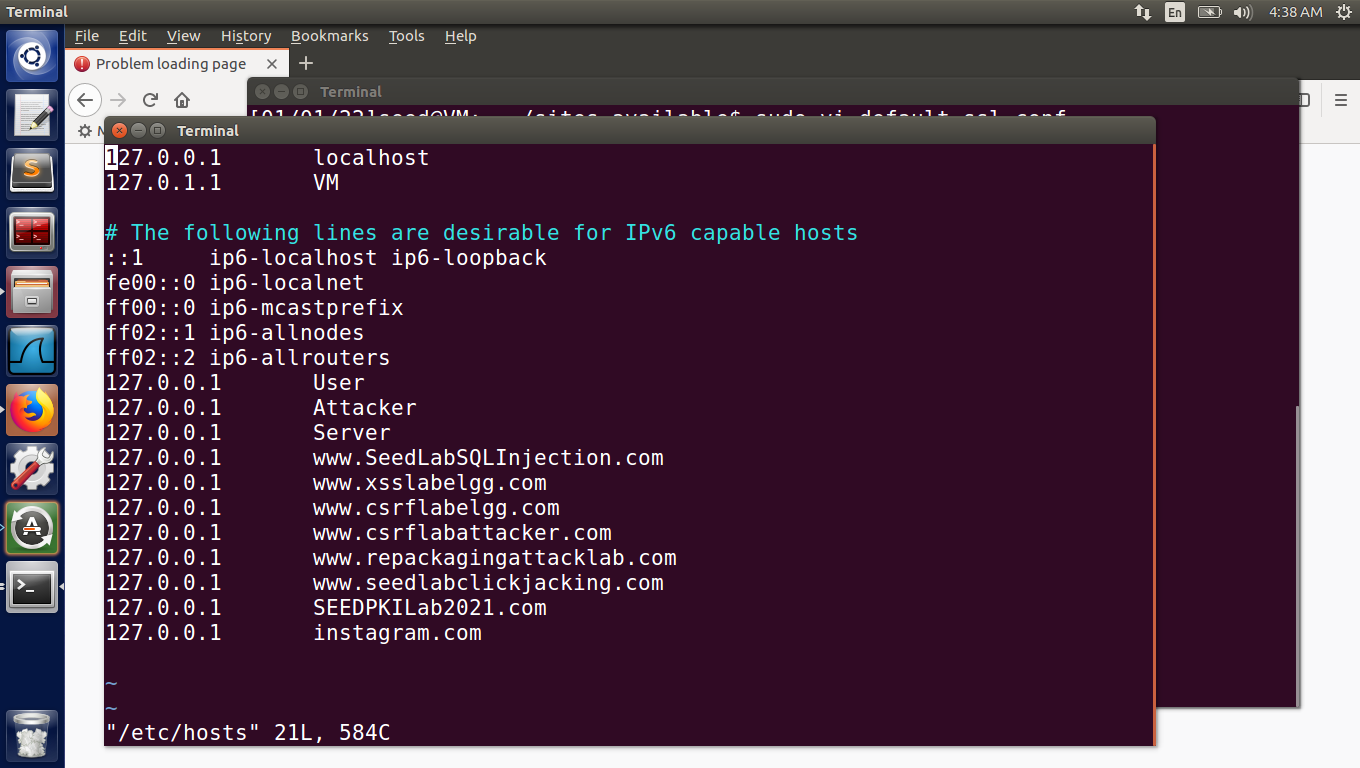 Terminal
En
4:38 AM
File Edit View History Bookmarks Tools Help
Problem loading page
Terminal
[01/01/22]seed@VM:
Terminal
127.0.0.1       localhost
127.0.1.1       VM
# The following lines are desirable for IPv6 capable hosts
::1     ip6-localhost ip6-loopback
fe00::0 ip6-localnet
ff00::0 ip6-mcastprefix
ff02::1 ip6-allnodes
ff02::2 ip6-allrouters
127.0.0.1       User
127.0.0.1       Attacker
127.0.0.1       Server
127.0.0.1       www.SeedLabSQLInjection.com
127.0.0.1       www.xsslabelgg.com
127.0.0.1       www.csrflabelgg.com
127.0.0.1       www.csrflabattacker.com
127.0.0.1       www.repackagingattacklab.com
127.0.0.1       www.seedlabclickjacking.com
127.0.0.1       SEEDPKILab2021.com
127.0.0.1       instagram.com
~
~
"/etc/hosts" 21L, 584C